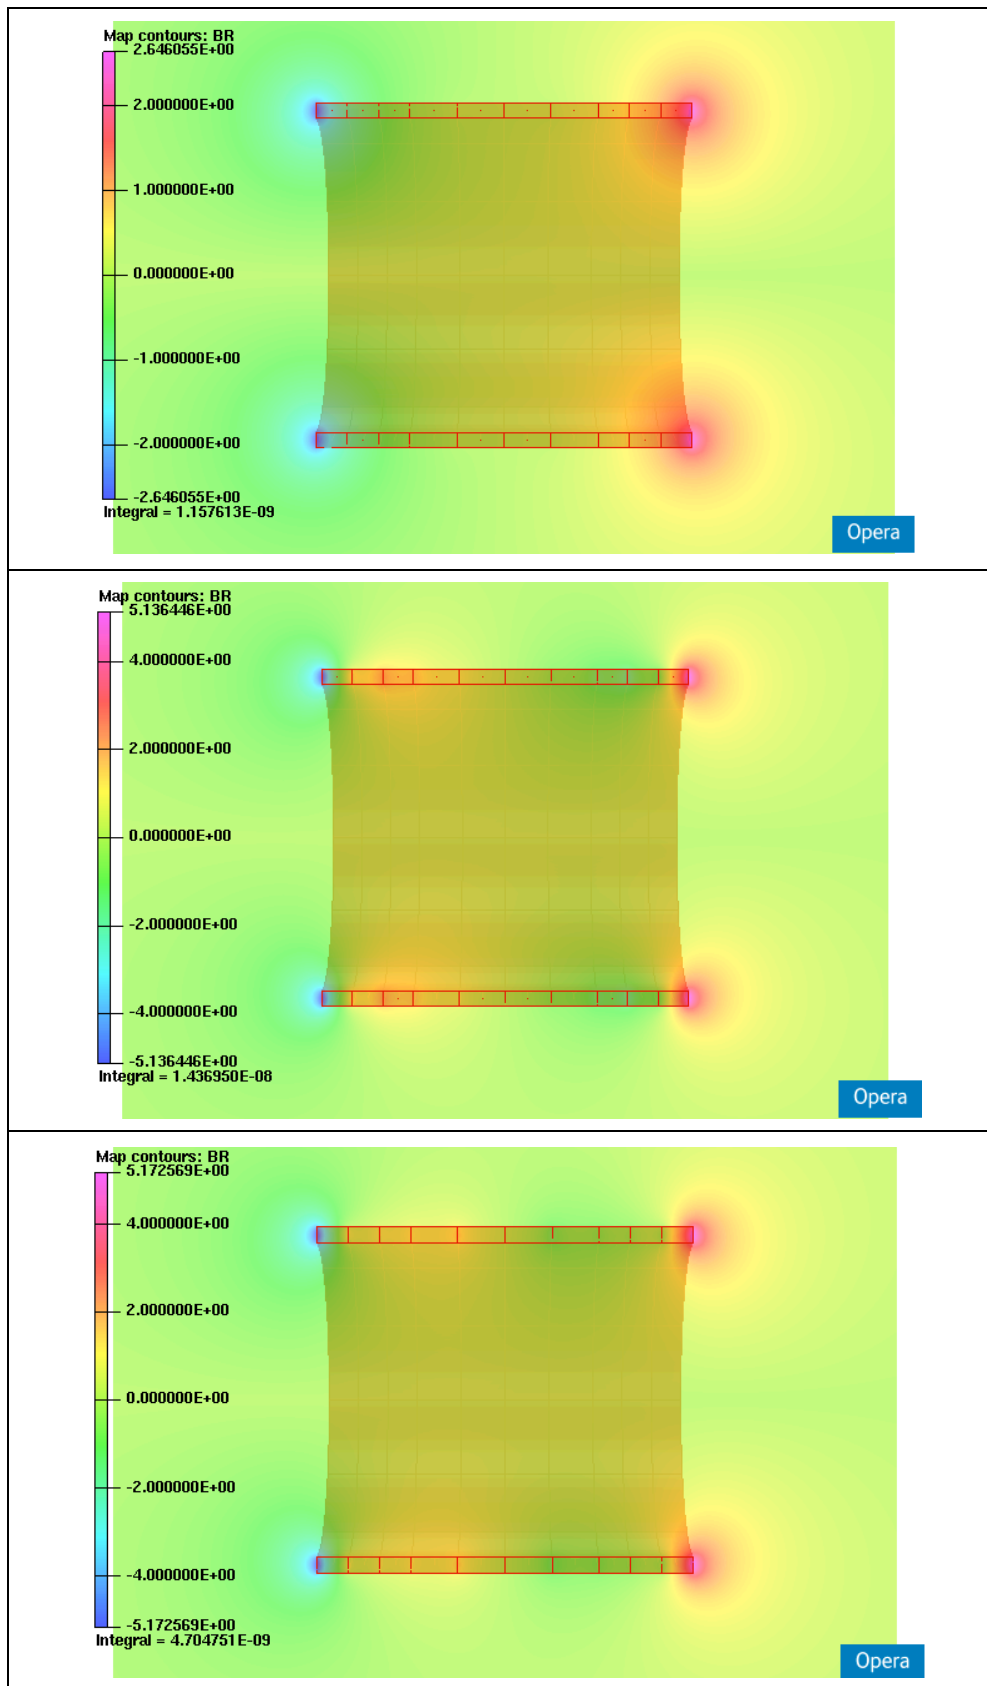 Map contours: BR
2.646055E+00
2.000000E+00
1.000000E+00
0.000000E+00
-1.000000E+00
-2.000000E+00
-2.646055E+00
Integral = 1.157613E-09
Opera
Map contours: BR
5.136446E+00
4.000000E+00
2.000000E+00
0.000000E+00
-2.000000E+00
-4.000000E+00
-5.136446E+00
Integral = 1.436950E-08
Opera
Map contours: BR
5.172569E+00
4.000000E+00
2.000000E+00
0.000000E+00
-2.000000E+00
-4.000000E+00
-5.172569E+00
Integral = 4.704751E-09
Opera